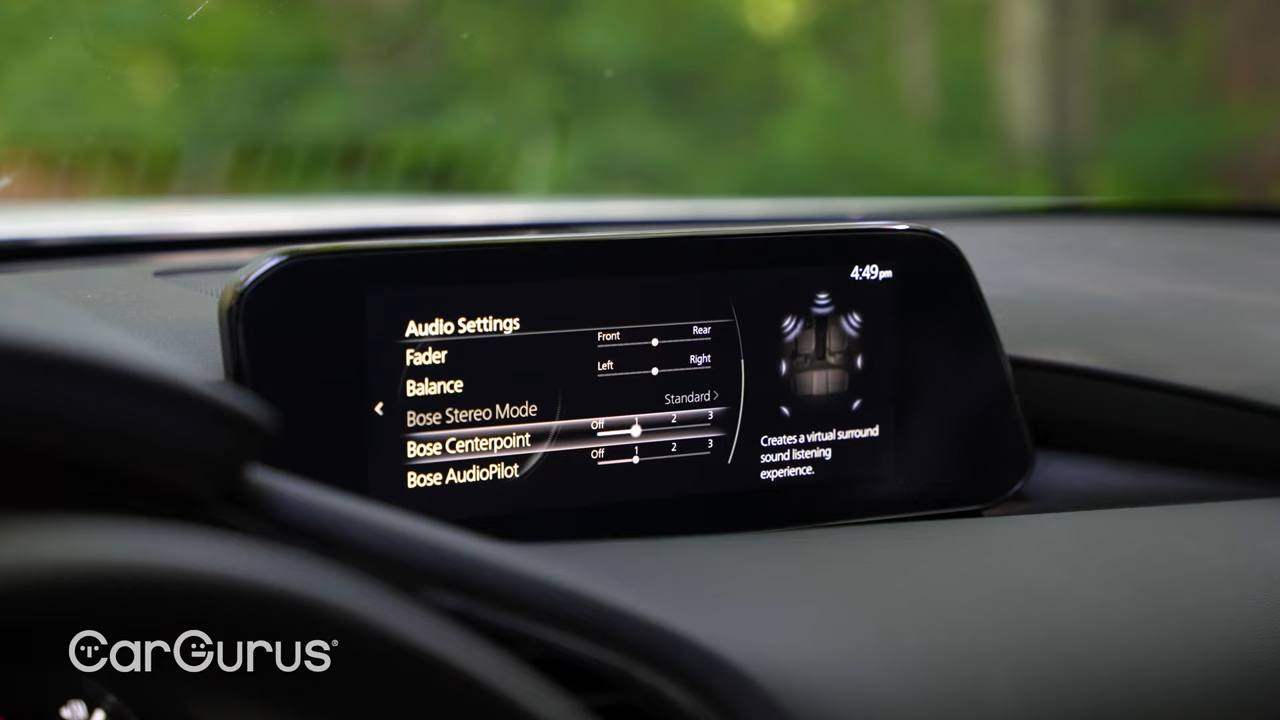 4:49pm
Audio Settings
Fader
Front
Rear
Balance
Left
Right
Bose Stereo Mode
Standard
Bose Centerpoint
Off 1 2 3
Bose AudioPilot
Off 1 2 3
Creates a virtual surround
sound listening
experience.
CarGurus®